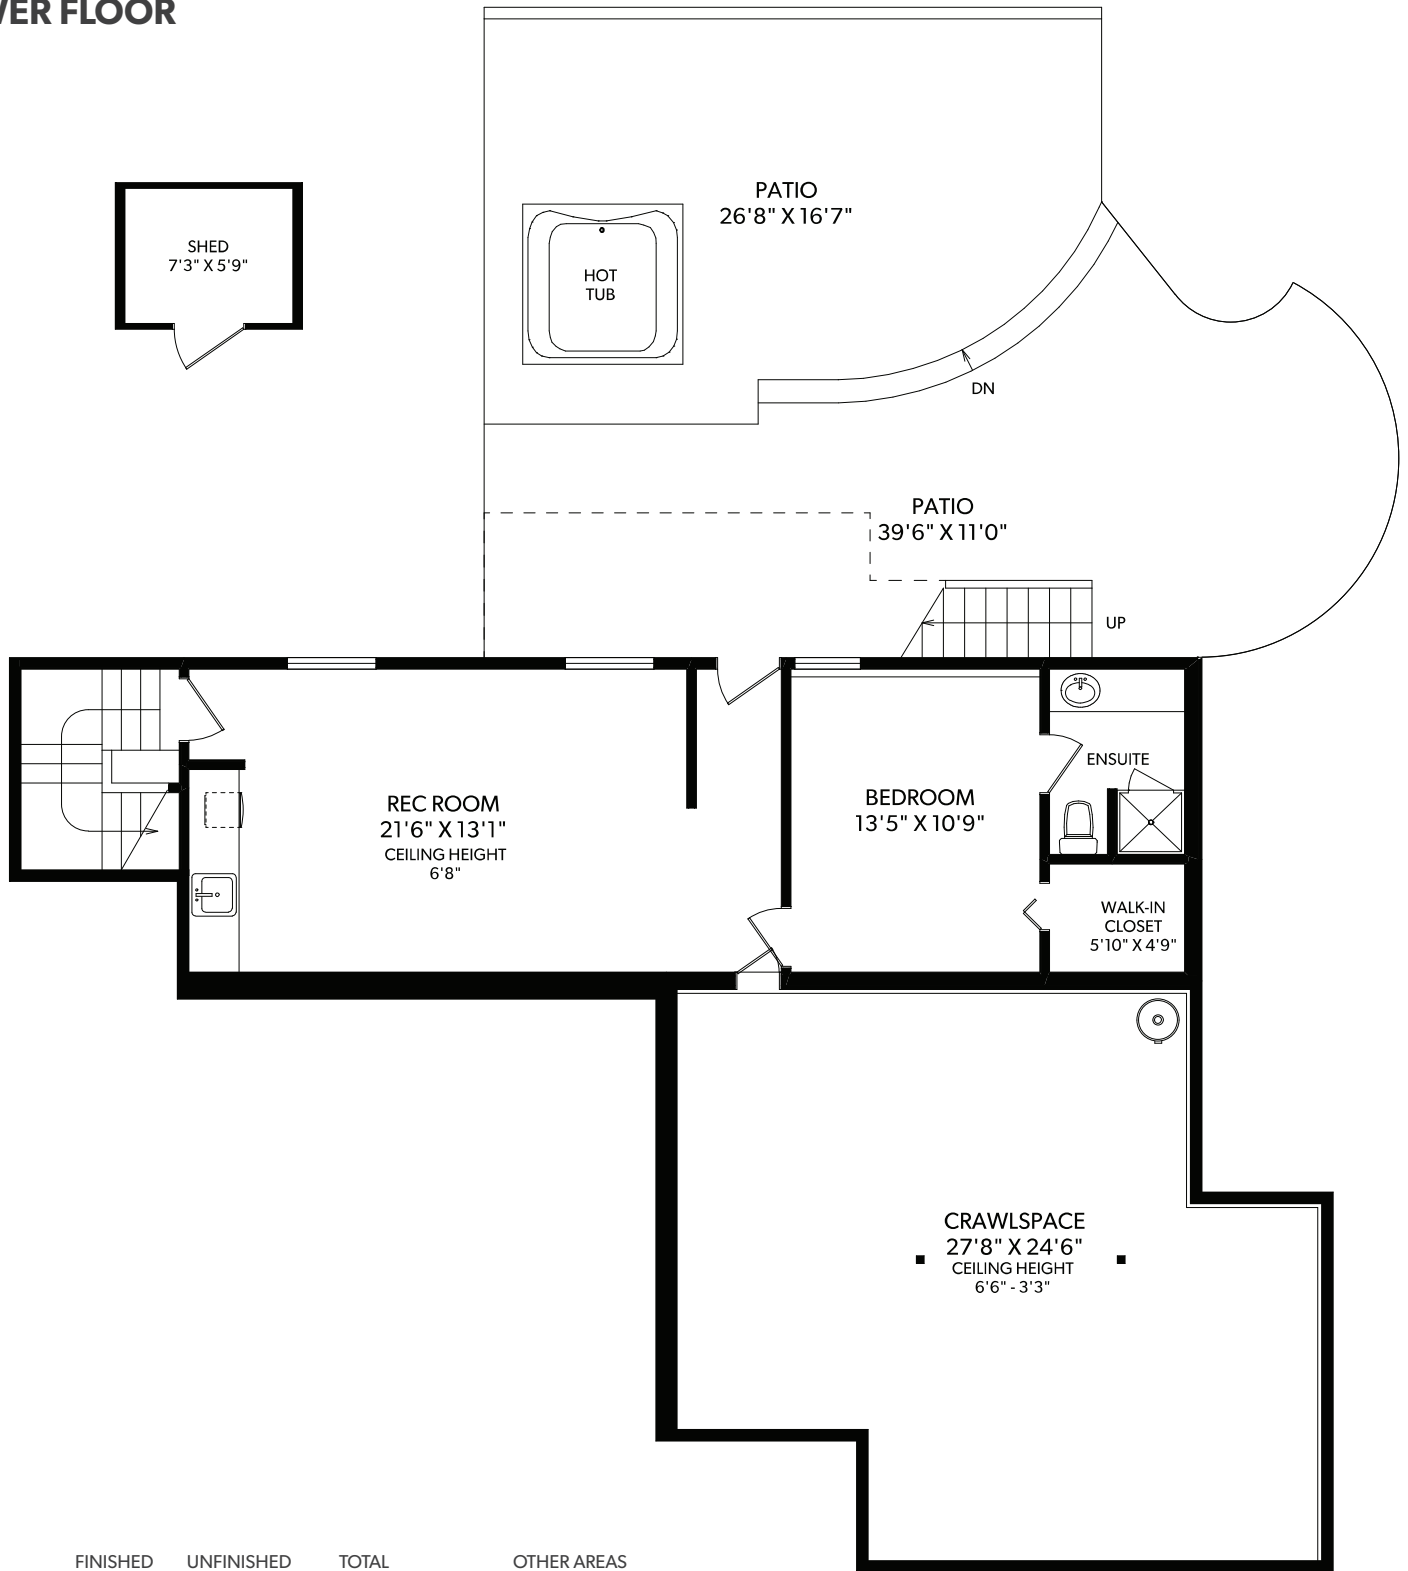 FLOOR
PATIO
26'8" X 16'7"
SHED
7'3" X 5'9"
HOT
TUB
DN
PATIO
39'6" X 11'0"
UP
ENSUITE
REC ROOM
21'6" X 13'1"
CEILING HEIGHT
6'8"
BEDROOM
13'5" X 10'9"
WALK-IN
CLOSET
5'10" X 4'9"
CRAWLSPACE
27'8" X 24'6"
CEILING HEIGHT
6'6" - 3'3"
FINISHED UNFINISHED TOTAL OTHER AREAS